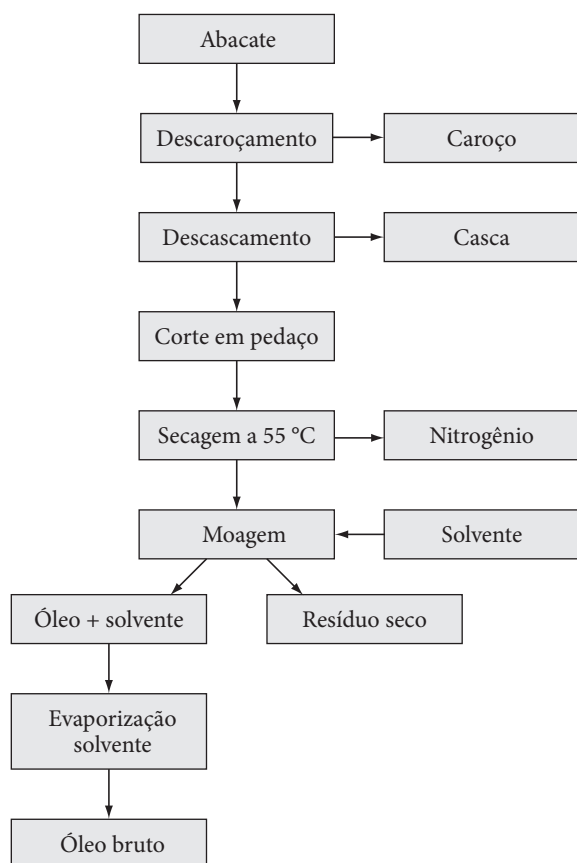 Abacate
Descaroçamento
Caroço
Descascamento
Casca
Corte em pedaço
Secagem a 55 °C
Nitrogênio
Moagem
Solvente
Óleo + solvente
Resíduo seco
Evaporização
solvente
Óleo bruto